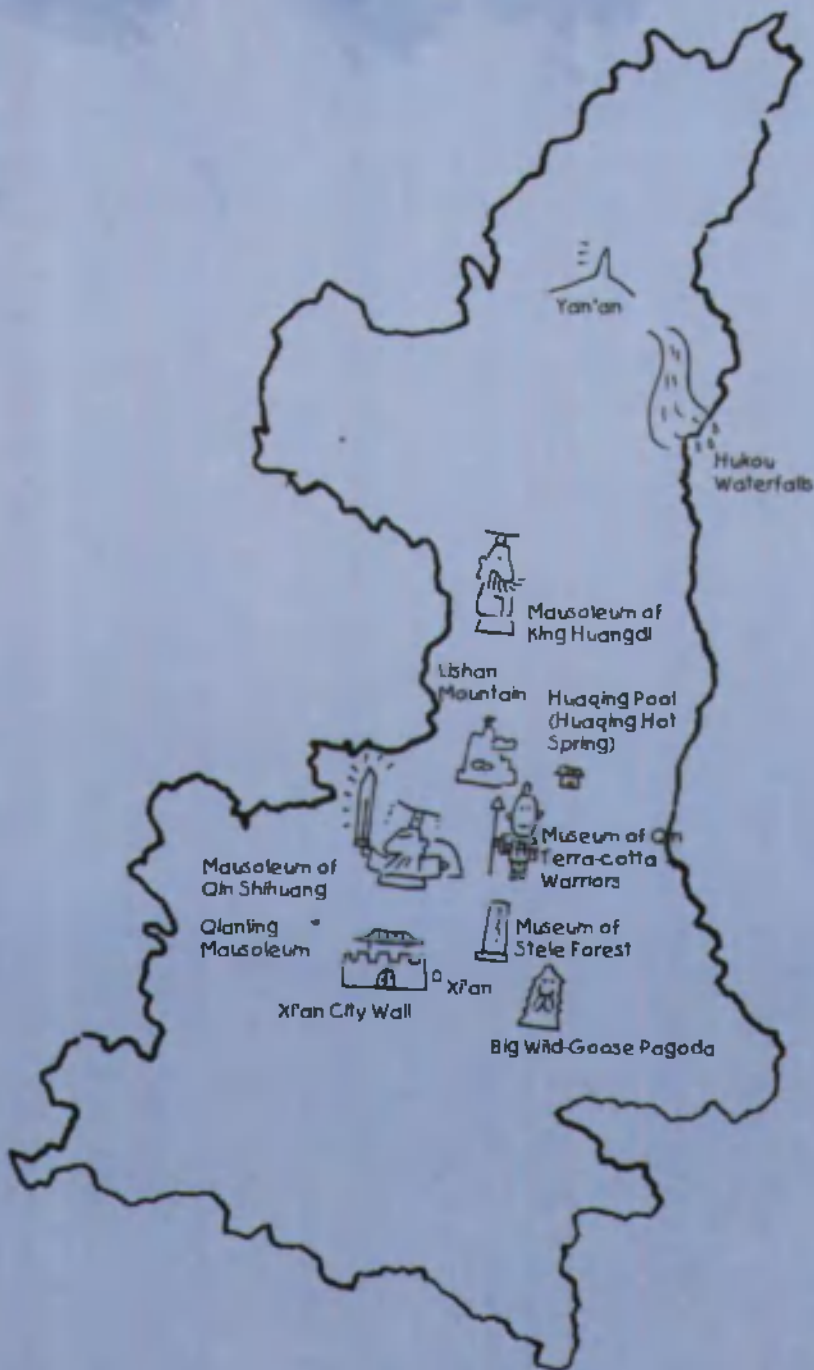 Yan'an
Hukou
Waterfalls
Mausoleum of
King Huangdi
Lishan
Mountain
Huaqing Pool
(Huaqing Hot
Spring)
Mausoleum of
Qin Shihuang
Museum of Qin
Terra-cotta
Warriors
Qianling
Mausoleum
Museum of
Stele Forest
Xi'an
Xi'an City Wall
Big Wild-Goose Pagoda